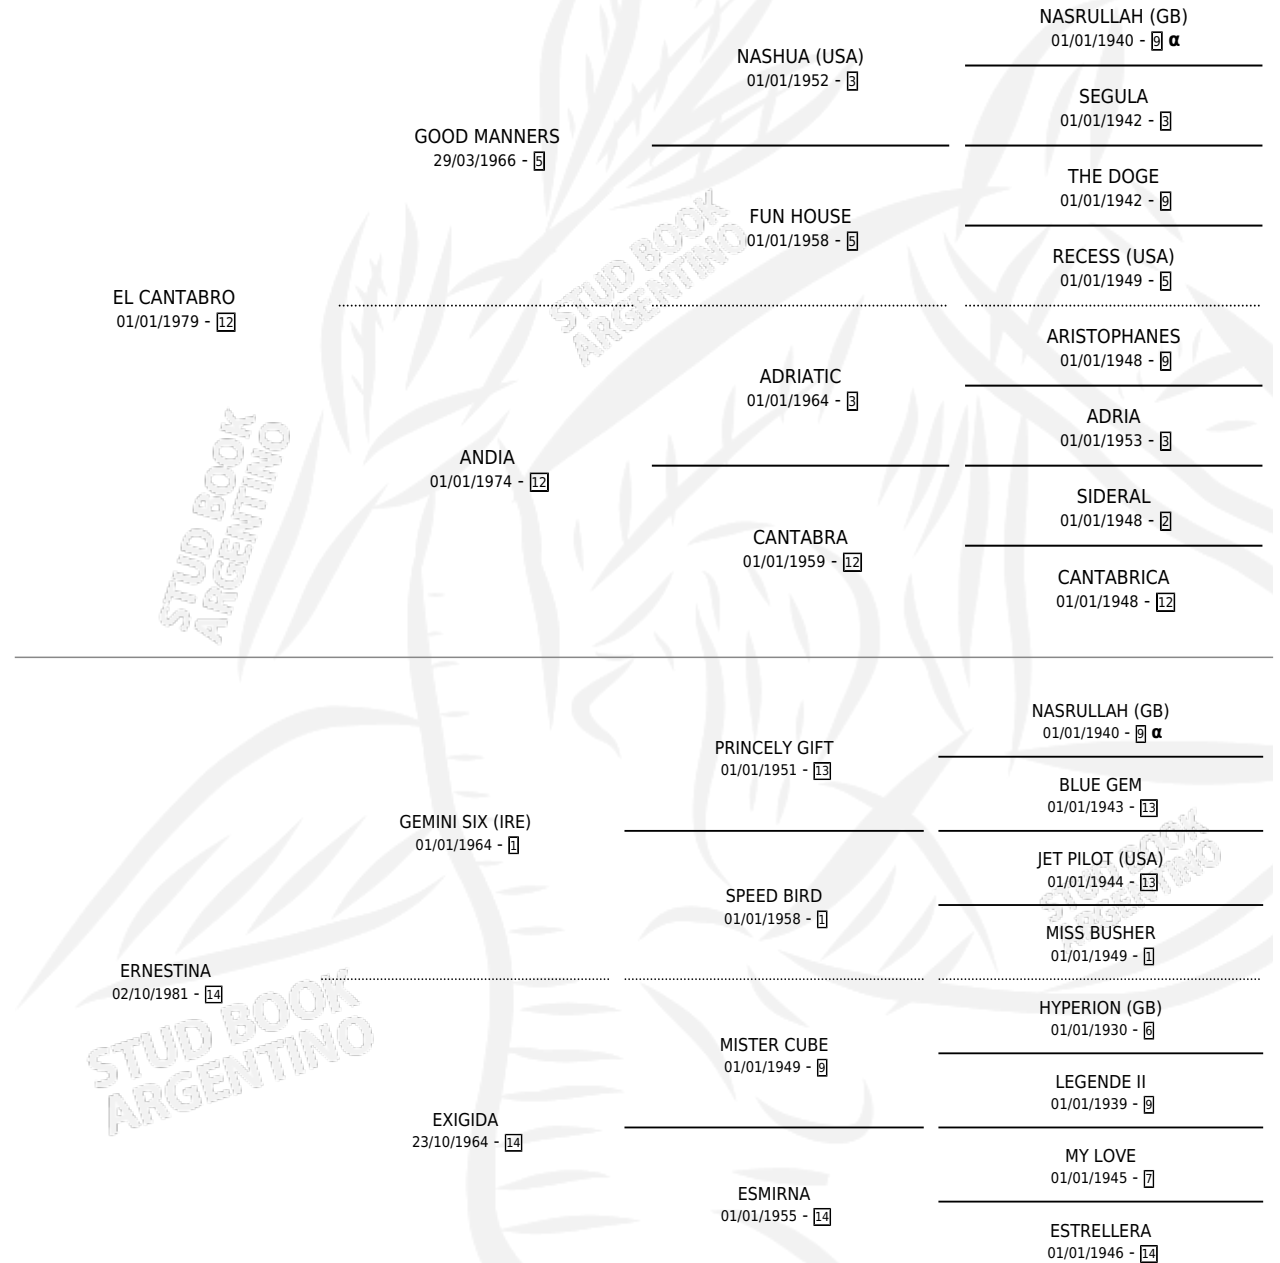 NASRULLAH (GB)
01/01/1940 - 9 α
NASHUA (USA)
01/01/1952 - 3
SEGULA
01/01/1942 - 3
GOOD MANNERS
29/03/1966 - 5
THE DOGE
01/01/1942 - 9
FUN HOUSE
01/01/1958 - 5
RECESS (USA)
01/01/1949 - 5
EL CANTABRO
01/01/1979 - 12
ARISTOPHANES
01/01/1948 - 9
ADRIATIC
01/01/1964 - 3
ADRIA
01/01/1953 - 3
ANDIA
01/01/1974 - 12
SIDERAL
01/01/1948 - 2
CANTABRA
01/01/1959 - 12
CANTABRICA
01/01/1948 - 12
STUD BOOK
ARGENTINO
STUD BOOK
ARGENTINO
NASRULLAH (GB)
01/01/1940 - 9 α
PRINCELY GIFT
01/01/1951 - 13
BLUE GEM
01/01/1943 - 13
GEMINI SIX (IRE)
01/01/1964 - 1
JET PILOT (USA)
01/01/1944 - 13
SPEED BIRD
01/01/1958 - 1
MISS BUSHER
01/01/1949 - 1
ERNESTINA
02/10/1981 - 14
HYPERION (GB)
01/01/1930 - 6
MISTER CUBE
01/01/1949 - 9
LEGENDE II
01/01/1939 - 9
EXIGIDA
23/10/1964 - 14
MY LOVE
01/01/1945 - 7
ESMIRNA
01/01/1955 - 14
ESTRELLERA
01/01/1946 - 14
STUD BOOK
ARGENTINO
STUD BOOK
ARGENTINO